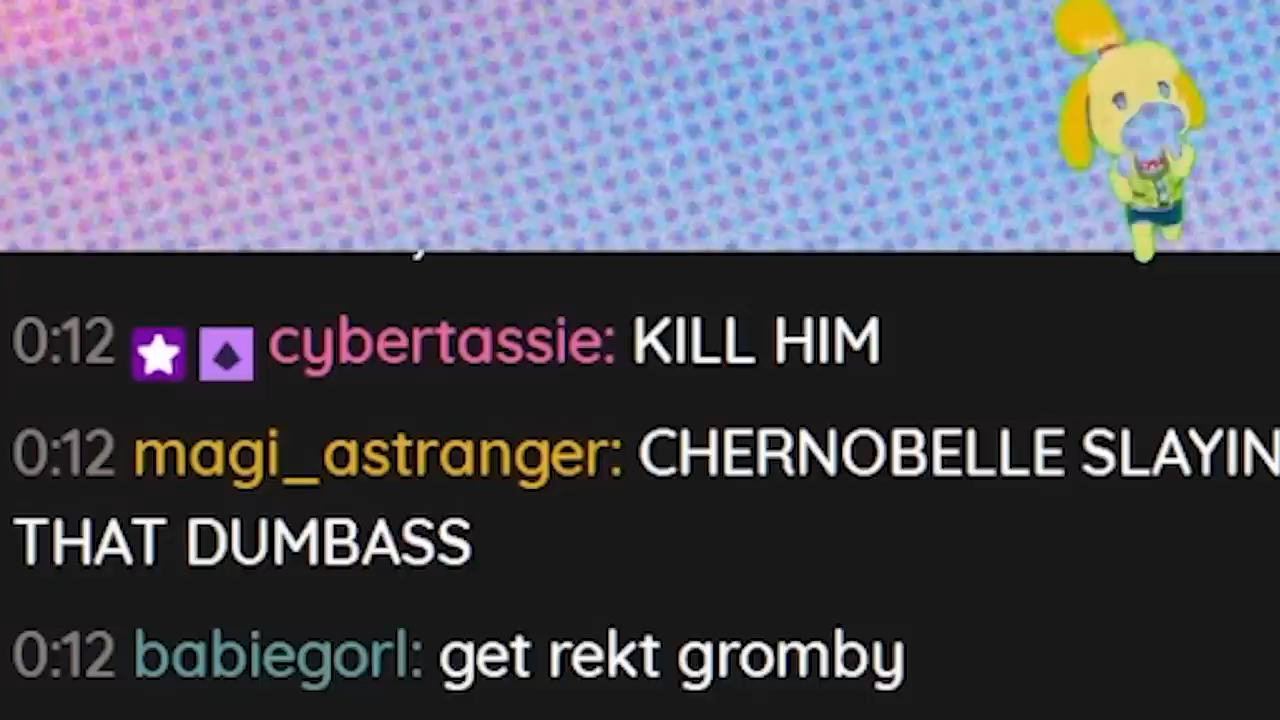 0:12 cybertassie: KILL HIM
0:12 magi_astranger: CHERNOBELLE SLAYIN
THAT DUMBASS
0:12 babiegorl: get rekt gromby